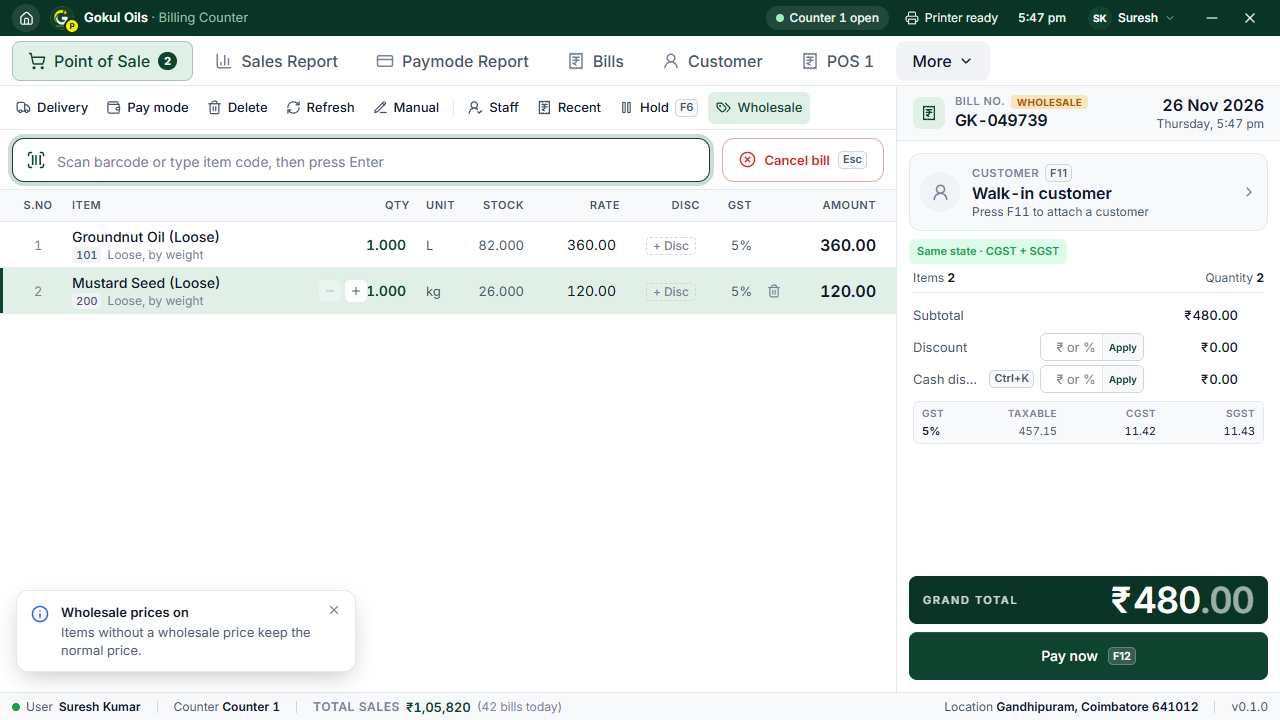 Gokul Oils · Billing Counter
P
Counter 1 open
Printer ready
5:47 pm
SK
Suresh
Point of Sale 2
Sales Report
Paymode Report
Bills
Customer
POS 1
More
Delivery
Pay mode
Delete
Refresh
Manual
Staff
Recent
Hold F6
Wholesale
BILL NO. WHOLESALE
GK-049739
26 Nov 2026
Thursday, 5:47 pm
Scan barcode or type item code, then press Enter
Cancel bill Esc
S.NO ITEM QTY UNIT STOCK RATE DISC GST AMOUNT
1 Groundnut Oil (Loose) 1.000 L 82.000 360.00 + Disc 5% 360.00
101 Loose, by weight
2 Mustard Seed (Loose) − + 1.000 kg 26.000 120.00 + Disc 5% 120.00
200 Loose, by weight
CUSTOMER F11
Walk-in customer
Press F11 to attach a customer
Same state · CGST + SGST
Items 2 Quantity 2
Subtotal ₹480.00
Discount ₹ or % Apply ₹0.00
Cash dis... Ctrl+K ₹ or % Apply ₹0.00
GST TAXABLE CGST SGST
5% 457.15 11.42 11.43
GRAND TOTAL ₹480.00
Pay now F12
Wholesale prices on
Items without a wholesale price keep the
normal price.
User Suresh Kumar
Counter Counter 1
TOTAL SALES ₹1,05,820 (42 bills today)
Location Gandhipuram, Coimbatore 641012
v0.1.0